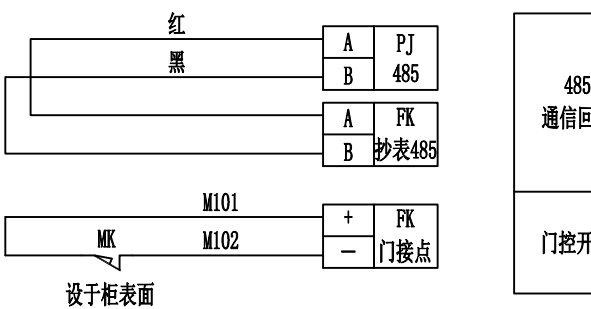 红
A PJ
黑
B 485
A FK
B 抄表485
M101
+ FK
MK M102
— 门接点
设于柜表面
485
通信回
门控开